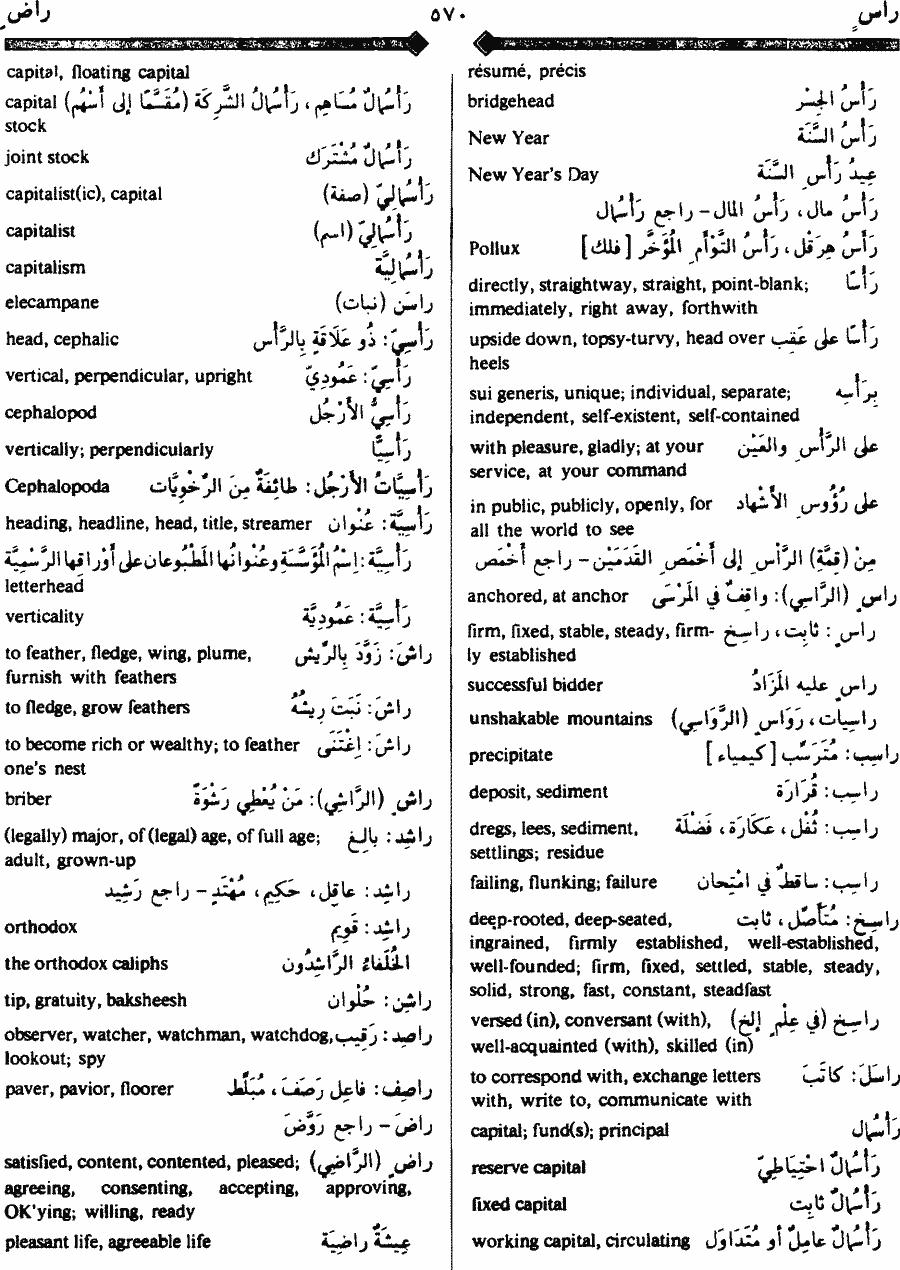 راسٍ ٥٧٠ راضٍ
résumé, précis
رَأْسُ الجِسْر bridgehead
رَأْسُ السَّنَة New Year
عِيدُ رَأْسِ السَّنَة New Year's Day
رَأْسُ مال، رَأْسُ المال – راجع رَأْسْمال
رَأْسُ هِرَقْل، رَأْسُ التَّوْأَمِ المُؤَخَّر [فلك] Pollux
رَأْسًا directly, straightway, straight, point-blank;
immediately, right away, forthwith
رَأْسًا على عَقِب upside down, topsy-turvy, head over
heels
بِرَأْسِه sui generis, unique; individual, separate;
independent, self-existent, self-contained
على الرَّأْسِ والعَيْن with pleasure, gladly; at your
service, at your command
على رُؤُوسِ الأَشْهاد in public, publicly, openly, for
all the world to see
مِنْ (قِمَّةِ) الرَّأْسِ إلى أَخْمَصِ القَدَمَيْن – راجع أَخْمَص
راسٍ (الرَّاسِي): واقِفٌ في المَرْسَى anchored, at anchor
راسٍ: ثابِت، راسِخ firm, fixed, stable, steady, firm-
ly established
راسٍ عليه المَزَادُ successful bidder
راسِيات، رَوَاسٍ (الرَّوَاسِي) unshakable mountains
راسِب: مُتَرَسِّب [كيمياء] precipitate
راسِب: قَرَارَة deposit, sediment
راسِب: ثُفْل، عَكَارَة، فَضْلَة dregs, lees, sediment,
settlings; residue
راسِب: ساقِطٌ في امْتِحان failing, flunking; failure
راسِخ: مُتَأَصِّل، ثابِت deep-rooted, deep-seated,
ingrained, firmly established, well-established,
well-founded; firm, fixed, settled, stable, steady,
solid, strong, fast, constant, steadfast
راسِخ (في عِلْمٍ إلخ) versed (in), conversant (with),
well-acquainted (with), skilled (in)
راسَلَ: كاتَبَ to correspond with, exchange letters
with, write to, communicate with
رَأْسْمال capital; fund(s); principal
رَأْسْمالٌ احْتِياطِيّ reserve capital
رَأْسْمالٌ ثابِت fixed capital
رَأْسْمالٌ عامِلٌ أو مُتَدَاوَل working capital, circulating
capital, floating capital
رَأْسْمالٌ مُسَاهِم، رَأْسْمالُ الشَّرِكَة (مُقَسَّمًا إلى أَسْهُم) capital
stock
رَأْسْمالٌ مُشْتَرَك joint stock
رَأْسْمالِيّ (صفة) capitalist(ic), capital
رَأْسْمالِيّ (اسم) capitalist
رَأْسْمالِيَّة capitalism
راسَن (نبات) elecampane
رَأْسِيّ: ذُو عَلَاقَةٍ بِالرَّأْس head, cephalic
رَأْسِيّ: عَمُودِيّ vertical, perpendicular, upright
رَأْسِيُّ الأَرْجُل cephalopod
رَأْسِيًّا vertically; perpendicularly
رَأْسِيَّاتُ الأَرْجُل: طائِفَةٌ مِنَ الرِّخْوِيَّات Cephalopoda
رَأْسِيَّة: عُنْوان heading, headline, head, title, streamer
رَأْسِيَّة: اِسْمُ المُؤَسَّسَةِ وعُنْوَانُها المَطْبُوعانِ على أَوْرَاقِها الرَّسْمِيَّة
letterhead
رَأْسِيَّة: عَمُودِيَّة verticality
راشَ: زَوَّدَ بِالرِّيش to feather, fledge, wing, plume,
furnish with feathers
راشَ: نَبَتَ رِيشُهُ to fledge, grow feathers
راشَ: اِغْتَنَى to become rich or wealthy; to feather
one's nest
راشٍ (الرَّاشِي): مَنْ يُعْطِي رَشْوَةً briber
راشِد: بالِغ (legally) major, of (legal) age, of full age;
adult, grown-up
راشِد: عاقِل، حَكِيم، مُهْتَدٍ – راجع رَشِيد
راشِد: قَوِيم orthodox
الخُلَفاءُ الرَّاشِدُون the orthodox caliphs
راشِن: حُلْوان tip, gratuity, baksheesh
راصِد: رَقِيب observer, watcher, watchman, watchdog,
lookout; spy
راصِف: فاعِل رَصَفَ، مُبَلِّط paver, pavior, floorer
راضَ – راجع رَوَّضَ
راضٍ (الرَّاضِي) satisfied, content, contented, pleased;
agreeing, consenting, accepting, approving,
OK'ying; willing, ready
عِيشَةٌ راضِيَة pleasant life, agreeable life